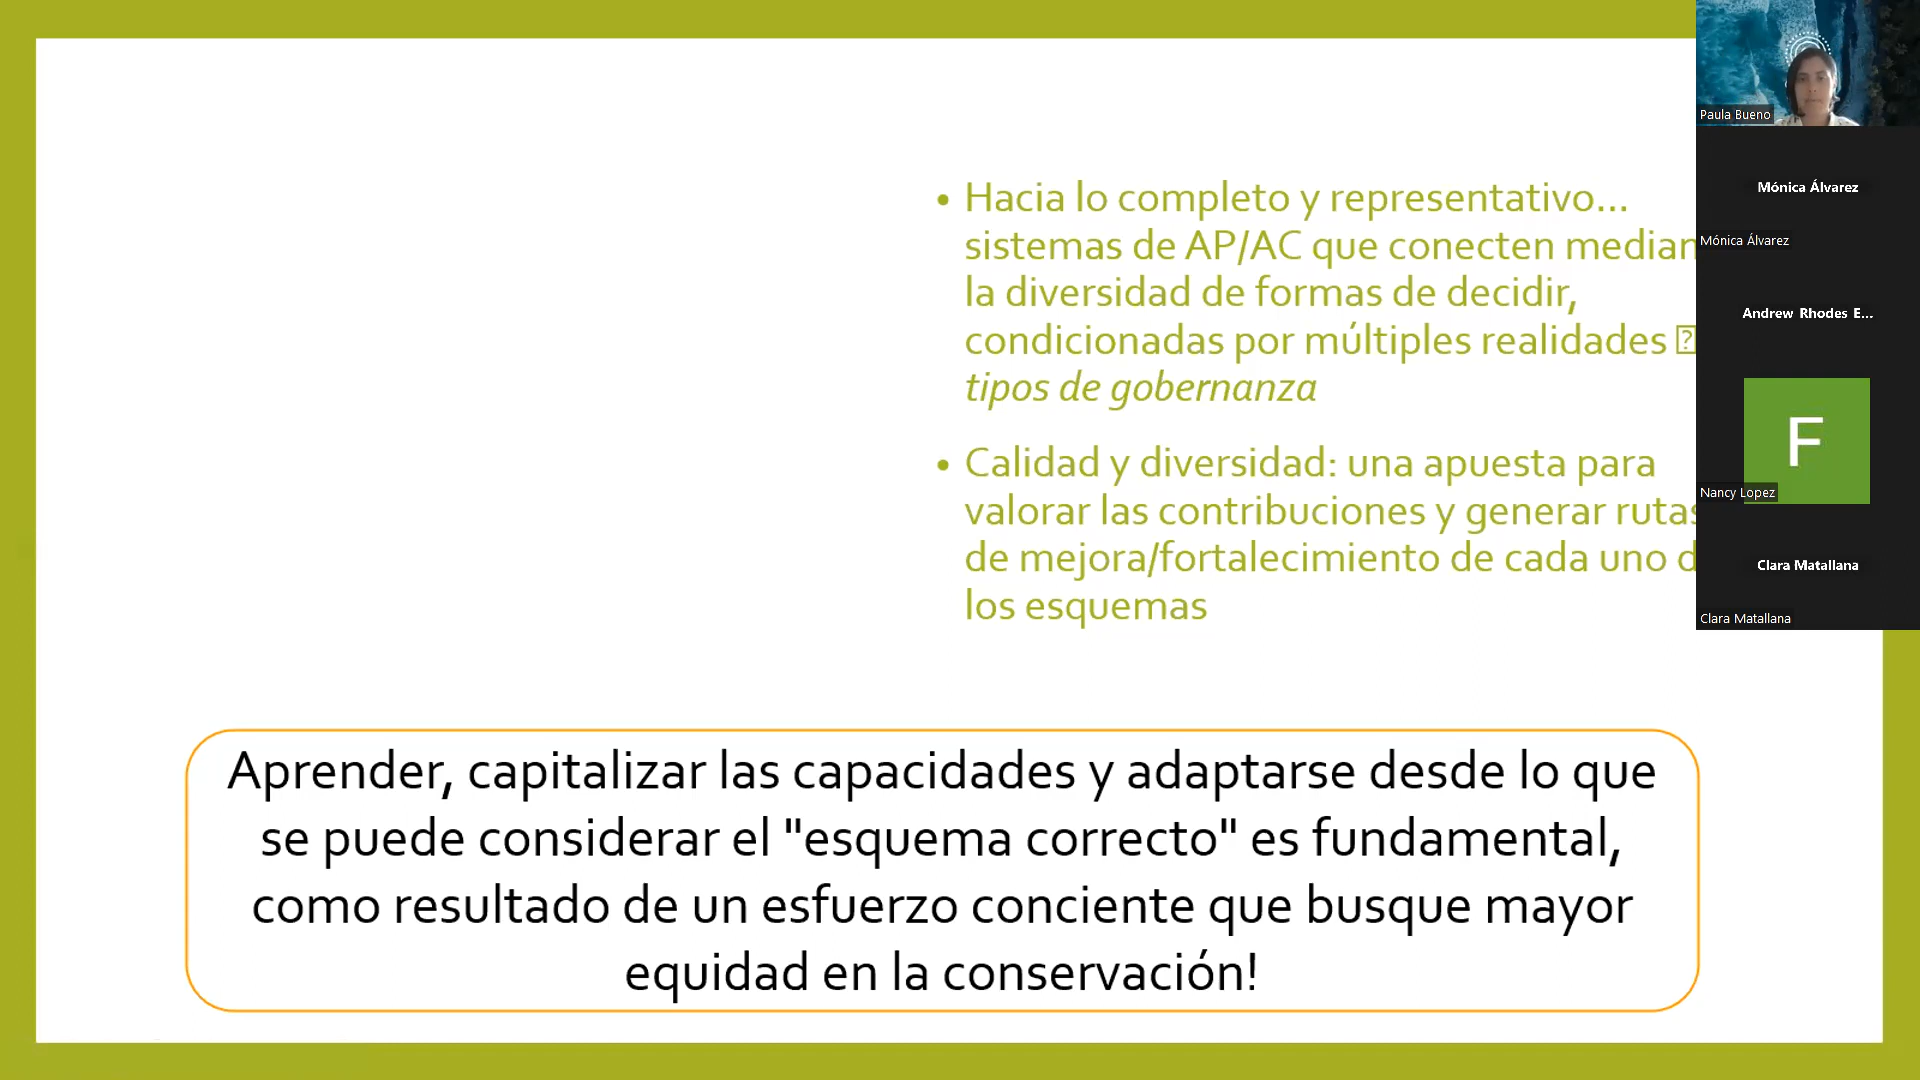 • Hacia lo completo y representativo...
sistemas de AP/AC que conecten median
la diversidad de formas de decidir,
condicionadas por múltiples realidades
tipos de gobernanza
• Calidad y diversidad: una apuesta para
valorar las contribuciones y generar rutas
de mejora/fortalecimiento de cada uno d
los esquemas
Aprender, capitalizar las capacidades y adaptarse desde lo que
se puede considerar el "esquema correcto" es fundamental,
como resultado de un esfuerzo conciente que busque mayor
equidad en la conservación!
Paula Bueno
Mónica Álvarez
Mónica Álvarez
Andrew Rhodes E...
F
Nancy Lopez
Clara Matallana
Clara Matallana